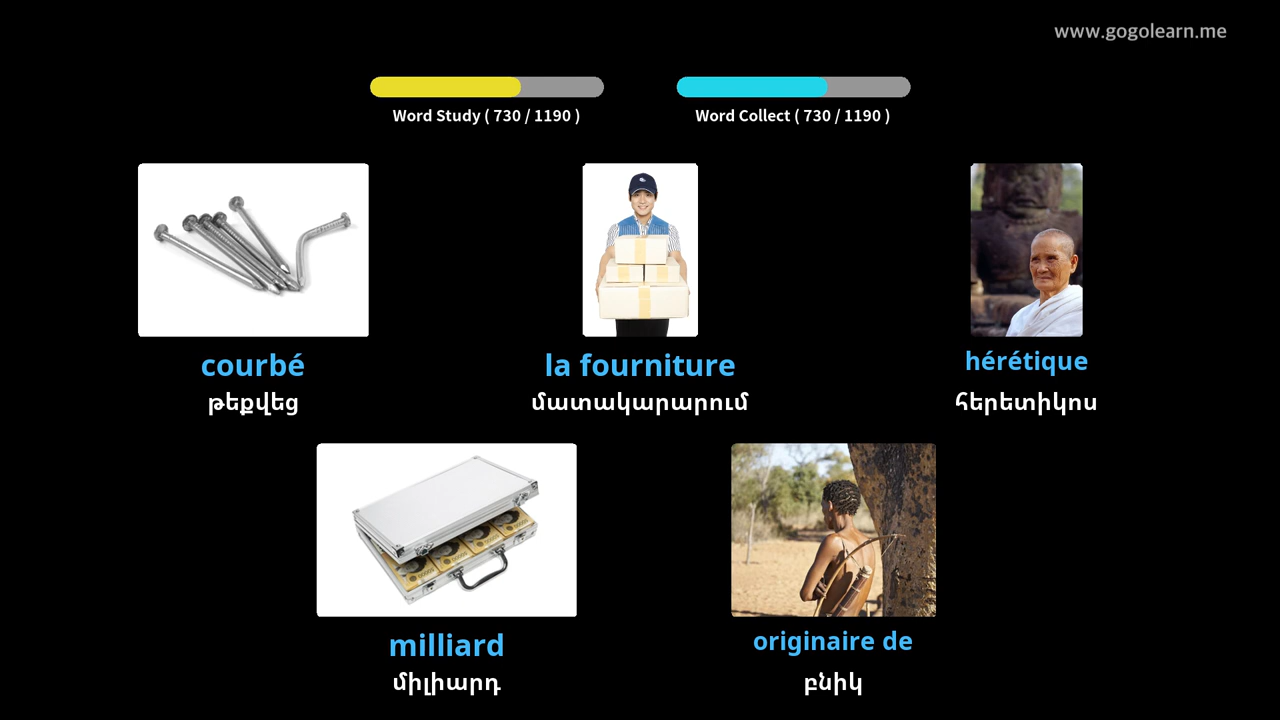 www.gogolearn.me
Word Study ( 730 / 1190 )
Word Collect ( 730 / 1190 )
courbé
թեքվեց
la fourniture
մատակարարում
hérétique
հերետիկոս
milliard
միլիարդ
originaire de
բնիկ